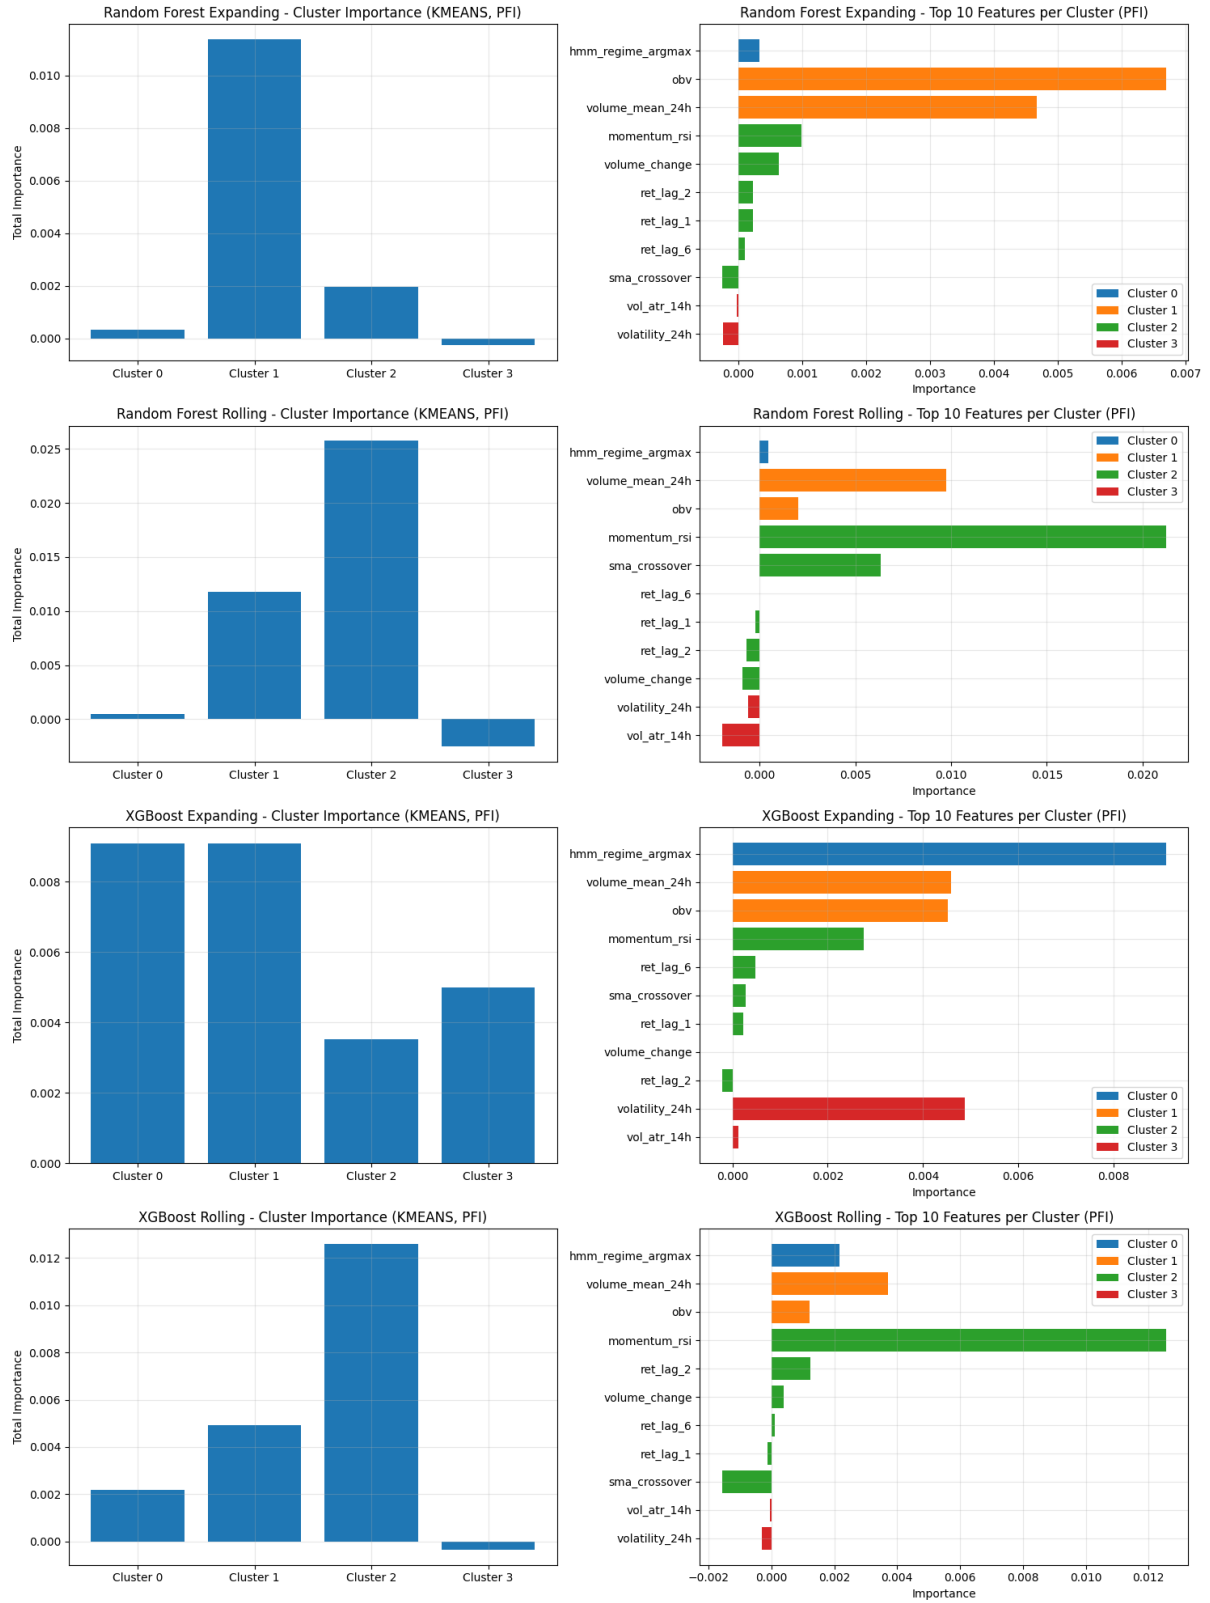 Random Forest Expanding - Cluster Importance (KMEANS, PFI)
Total Importance
0.010
0.008
0.006
0.004
0.002
0.000
Cluster 0 Cluster 1 Cluster 2 Cluster 3
Random Forest Expanding - Top 10 Features per Cluster (PFI)
hmm_regime_argmax
obv
volume_mean_24h
momentum_rsi
volume_change
ret_lag_2
ret_lag_1
ret_lag_6
sma_crossover
vol_atr_14h
volatility_24h
Cluster 0
Cluster 1
Cluster 2
Cluster 3
0.000 0.001 0.002 0.003 0.004 0.005 0.006 0.007
Importance
Random Forest Rolling - Cluster Importance (KMEANS, PFI)
Total Importance
0.025
0.020
0.015
0.010
0.005
0.000
Cluster 0 Cluster 1 Cluster 2 Cluster 3
Random Forest Rolling - Top 10 Features per Cluster (PFI)
hmm_regime_argmax
volume_mean_24h
obv
momentum_rsi
sma_crossover
ret_lag_6
ret_lag_1
ret_lag_2
volume_change
volatility_24h
vol_atr_14h
Cluster 0
Cluster 1
Cluster 2
Cluster 3
0.000 0.005 0.010 0.015 0.020
Importance
XGBoost Expanding - Cluster Importance (KMEANS, PFI)
Total Importance
0.008
0.006
0.004
0.002
0.000
Cluster 0 Cluster 1 Cluster 2 Cluster 3
XGBoost Expanding - Top 10 Features per Cluster (PFI)
hmm_regime_argmax
volume_mean_24h
obv
momentum_rsi
ret_lag_6
sma_crossover
ret_lag_1
volume_change
ret_lag_2
volatility_24h
vol_atr_14h
Cluster 0
Cluster 1
Cluster 2
Cluster 3
0.000 0.002 0.004 0.006 0.008
Importance
XGBoost Rolling - Cluster Importance (KMEANS, PFI)
Total Importance
0.012
0.010
0.008
0.006
0.004
0.002
0.000
Cluster 0 Cluster 1 Cluster 2 Cluster 3
XGBoost Rolling - Top 10 Features per Cluster (PFI)
hmm_regime_argmax
volume_mean_24h
obv
momentum_rsi
ret_lag_2
volume_change
ret_lag_6
ret_lag_1
sma_crossover
vol_atr_14h
volatility_24h
Cluster 0
Cluster 1
Cluster 2
Cluster 3
−0.002 0.000 0.002 0.004 0.006 0.008 0.010 0.012
Importance